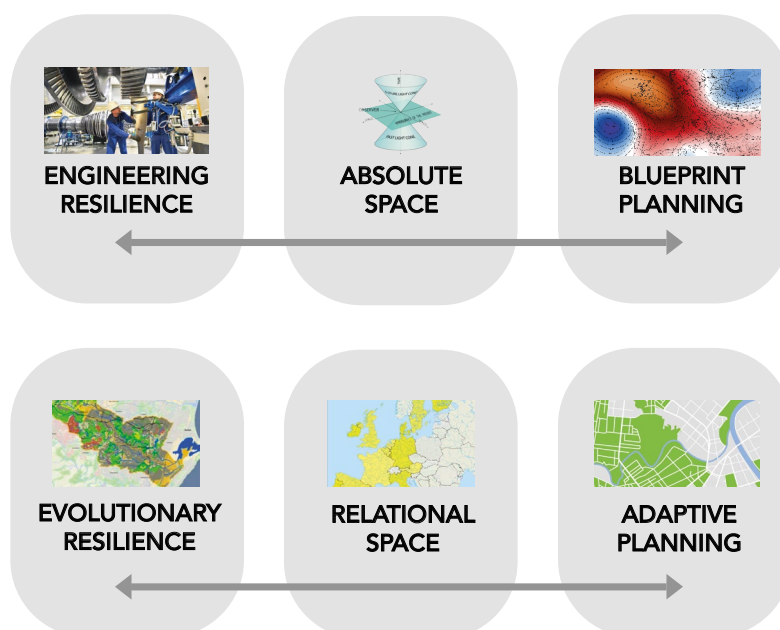 ENGINEERING
RESILIENCE
ABSOLUTE
SPACE
BLUEPRINT
PLANNING
EVOLUTIONARY
RESILIENCE
RELATIONAL
SPACE
ADAPTIVE
PLANNING